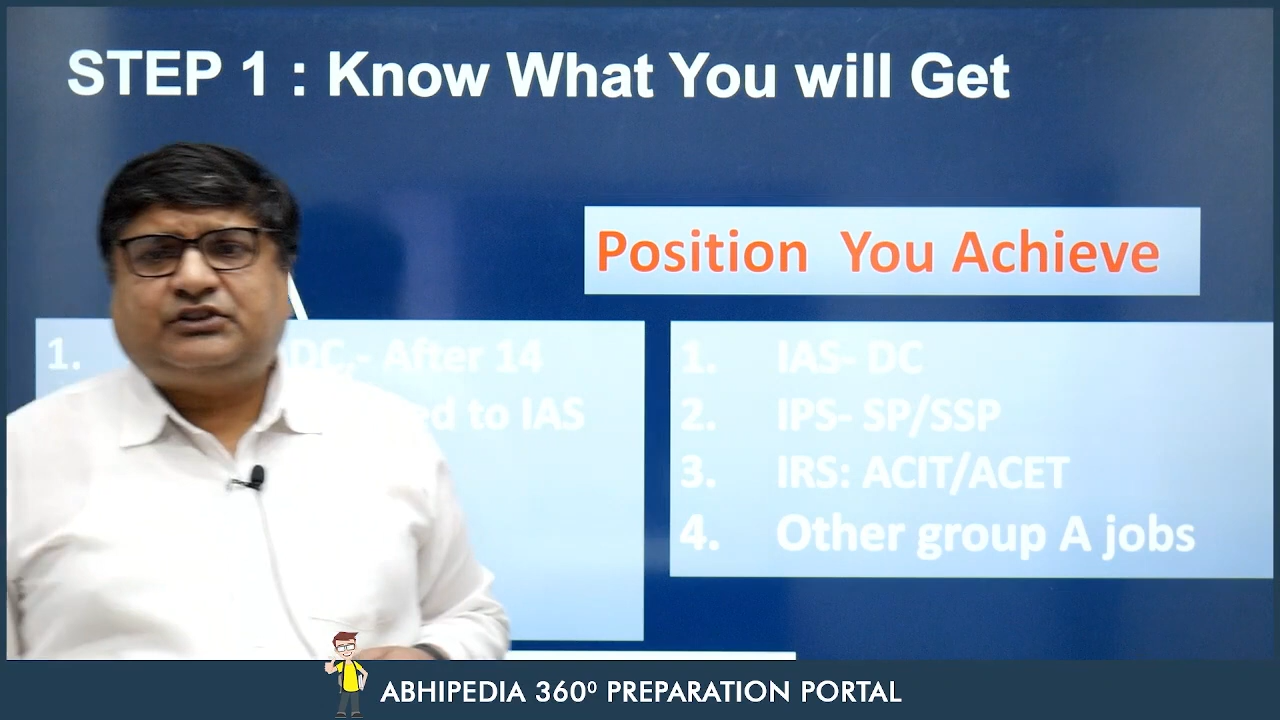 STEP 1 : Know What You will Get
Position You Achieve
1. DC,- After 14
ed to IAS
1. IAS- DC
2. IPS- SP/SSP
3. IRS: ACIT/ACET
4. Other group A jobs
ABHIPEDIA 360⁰ PREPARATION PORTAL